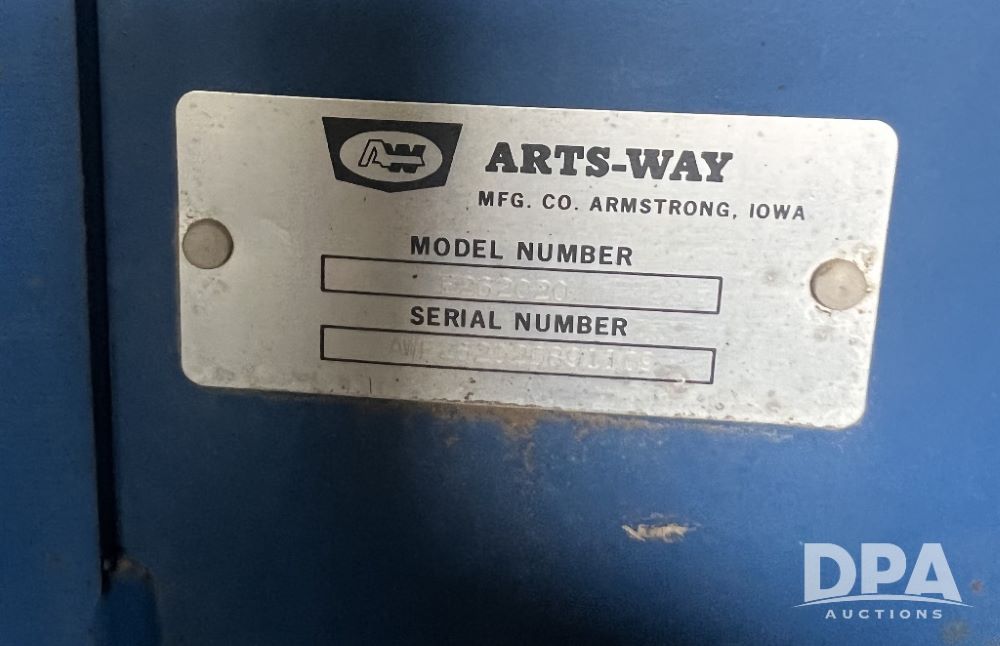 AW ARTS-WAY
MFG. CO. ARMSTRONG, IOWA
MODEL NUMBER
SERIAL NUMBER
DPA
AUCTIONS